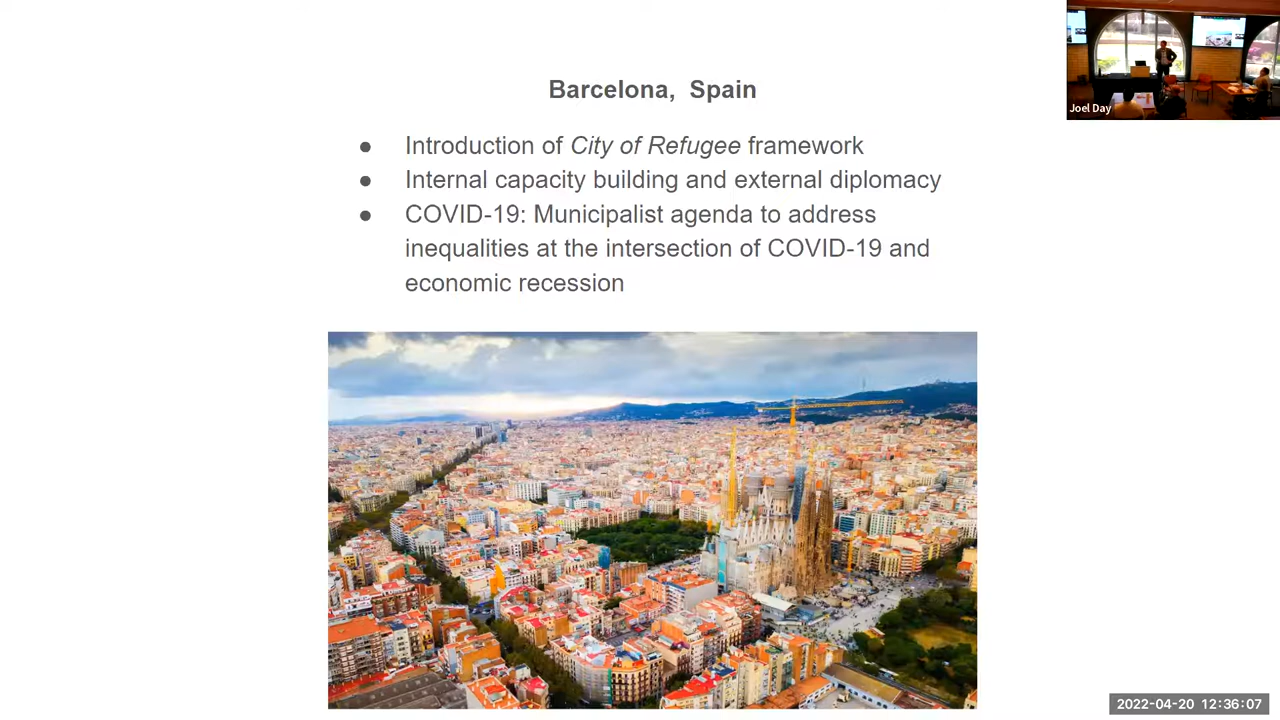 Barcelona, Spain
● Introduction of City of Refugee framework
● Internal capacity building and external diplomacy
● COVID-19: Municipalist agenda to address
inequalities at the intersection of COVID-19 and
economic recession
Joel Day
2022-04-20 12:36:07